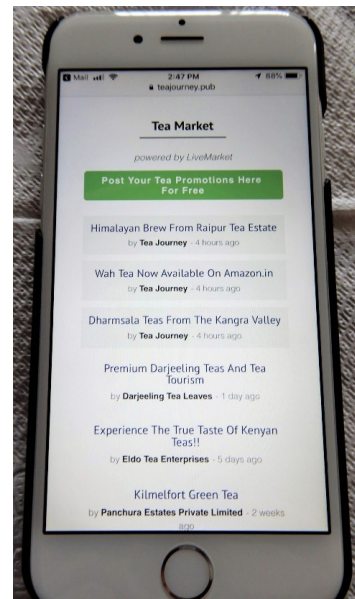 Mail 2:47 PM 88%
teajourney.pub
Tea Market
powered by LiveMarket
Post Your Tea Promotions Here
For Free
Himalayan Brew From Raipur Tea Estate
by Tea Journey - 4 hours ago
Wah Tea Now Available On Amazon.in
by Tea Journey - 4 hours ago
Dharmsala Teas From The Kangra Valley
by Tea Journey - 4 hours ago
Premium Darjeeling Teas And Tea
Tourism
by Darjeeling Tea Leaves - 1 day ago
Experience The True Taste Of Kenyan
Teas!!
by Eldo Tea Enterprises - 5 days ago
Kilmelfort Green Tea
by Panchura Estates Private Limited - 2 weeks
ago